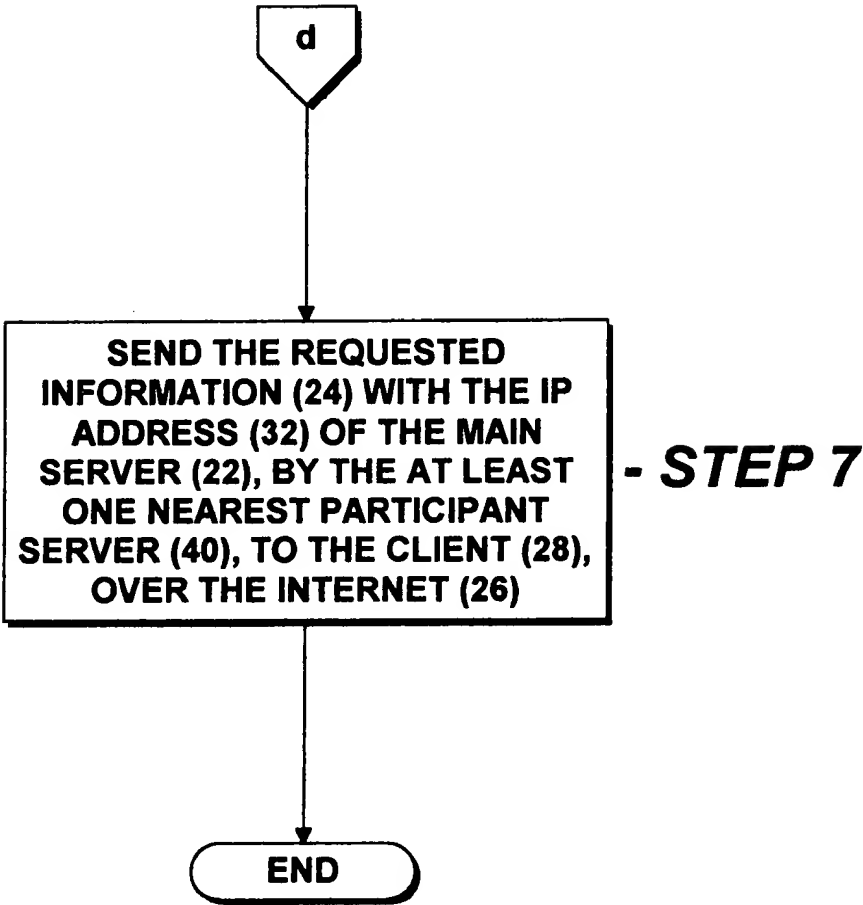 d
SEND THE REQUESTED
INFORMATION (24) WITH THE IP
ADDRESS (32) OF THE MAIN
SERVER (22), BY THE AT LEAST
ONE NEAREST PARTICIPANT
SERVER (40), TO THE CLIENT (28),
OVER THE INTERNET (26)
- STEP 7
END